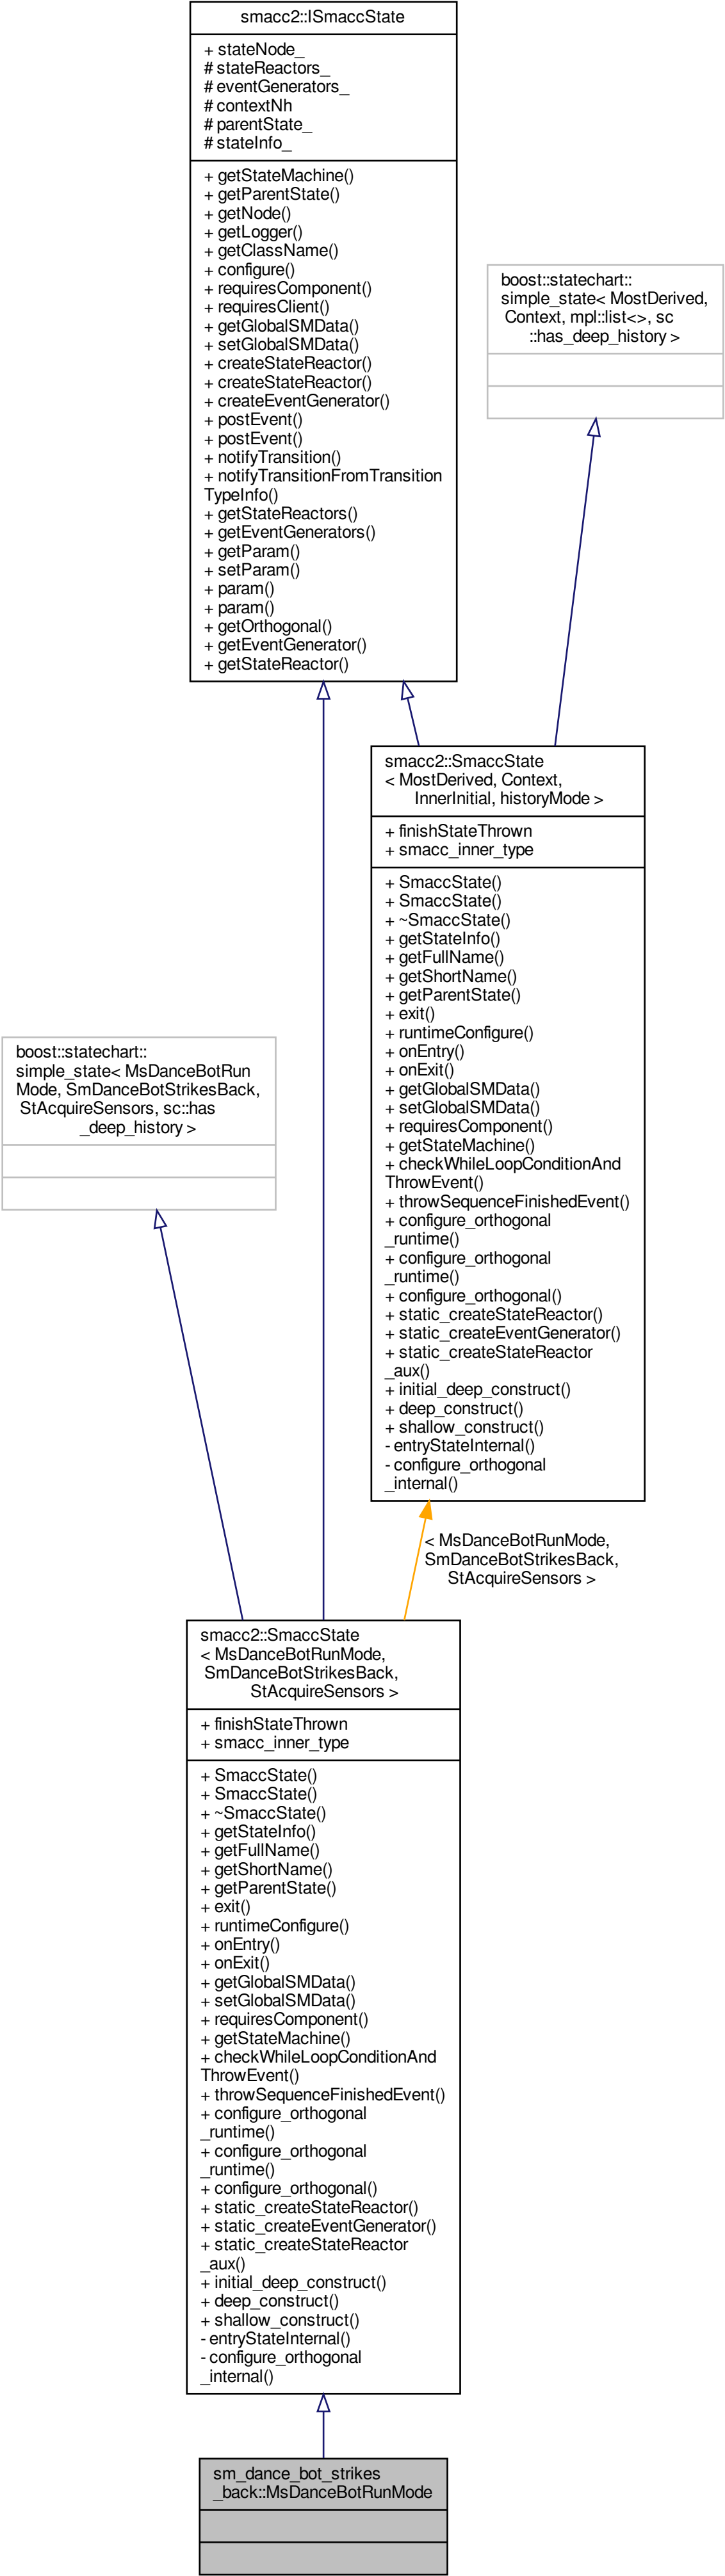 smacc2::ISmaccState
+ stateNode_
# stateReactors_
# eventGenerators_
# contextNh
# parentState_
# stateInfo_
+ getStateMachine()
+ getParentState()
+ getNode()
+ getLogger()
+ getClassName()
+ configure()
+ requiresComponent()
+ requiresClient()
+ getGlobalSMData()
+ setGlobalSMData()
+ createStateReactor()
+ createStateReactor()
+ createEventGenerator()
+ postEvent()
+ postEvent()
+ notifyTransition()
+ notifyTransitionFromTransition
TypeInfo()
+ getStateReactors()
+ getEventGenerators()
+ getParam()
+ setParam()
+ param()
+ param()
+ getOrthogonal()
+ getEventGenerator()
+ getStateReactor()
boost::statechart::
simple_state< MostDerived,
Context, mpl::list<>, sc
::has_deep_history >
smacc2::SmaccState
< MostDerived, Context,
InnerInitial, historyMode >
+ finishStateThrown
+ smacc_inner_type
+ SmaccState()
+ SmaccState()
+ ~SmaccState()
+ getStateInfo()
+ getFullName()
+ getShortName()
+ getParentState()
+ exit()
+ runtimeConfigure()
+ onEntry()
+ onExit()
+ getGlobalSMData()
+ setGlobalSMData()
+ requiresComponent()
+ getStateMachine()
+ checkWhileLoopConditionAnd
ThrowEvent()
+ throwSequenceFinishedEvent()
+ configure_orthogonal
_runtime()
+ configure_orthogonal
_runtime()
+ configure_orthogonal()
+ static_createStateReactor()
+ static_createEventGenerator()
+ static_createStateReactor
_aux()
+ initial_deep_construct()
+ deep_construct()
+ shallow_construct()
- entryStateInternal()
- configure_orthogonal
_internal()
boost::statechart::
simple_state< MsDanceBotRun
Mode, SmDanceBotStrikesBack,
StAcquireSensors, sc::has
_deep_history >
< MsDanceBotRunMode,
SmDanceBotStrikesBack,
StAcquireSensors >
smacc2::SmaccState
< MsDanceBotRunMode,
SmDanceBotStrikesBack,
StAcquireSensors >
+ finishStateThrown
+ smacc_inner_type
+ SmaccState()
+ SmaccState()
+ ~SmaccState()
+ getStateInfo()
+ getFullName()
+ getShortName()
+ getParentState()
+ exit()
+ runtimeConfigure()
+ onEntry()
+ onExit()
+ getGlobalSMData()
+ setGlobalSMData()
+ requiresComponent()
+ getStateMachine()
+ checkWhileLoopConditionAnd
ThrowEvent()
+ throwSequenceFinishedEvent()
+ configure_orthogonal
_runtime()
+ configure_orthogonal
_runtime()
+ configure_orthogonal()
+ static_createStateReactor()
+ static_createEventGenerator()
+ static_createStateReactor
_aux()
+ initial_deep_construct()
+ deep_construct()
+ shallow_construct()
- entryStateInternal()
- configure_orthogonal
_internal()
sm_dance_bot_strikes
_back::MsDanceBotRunMode